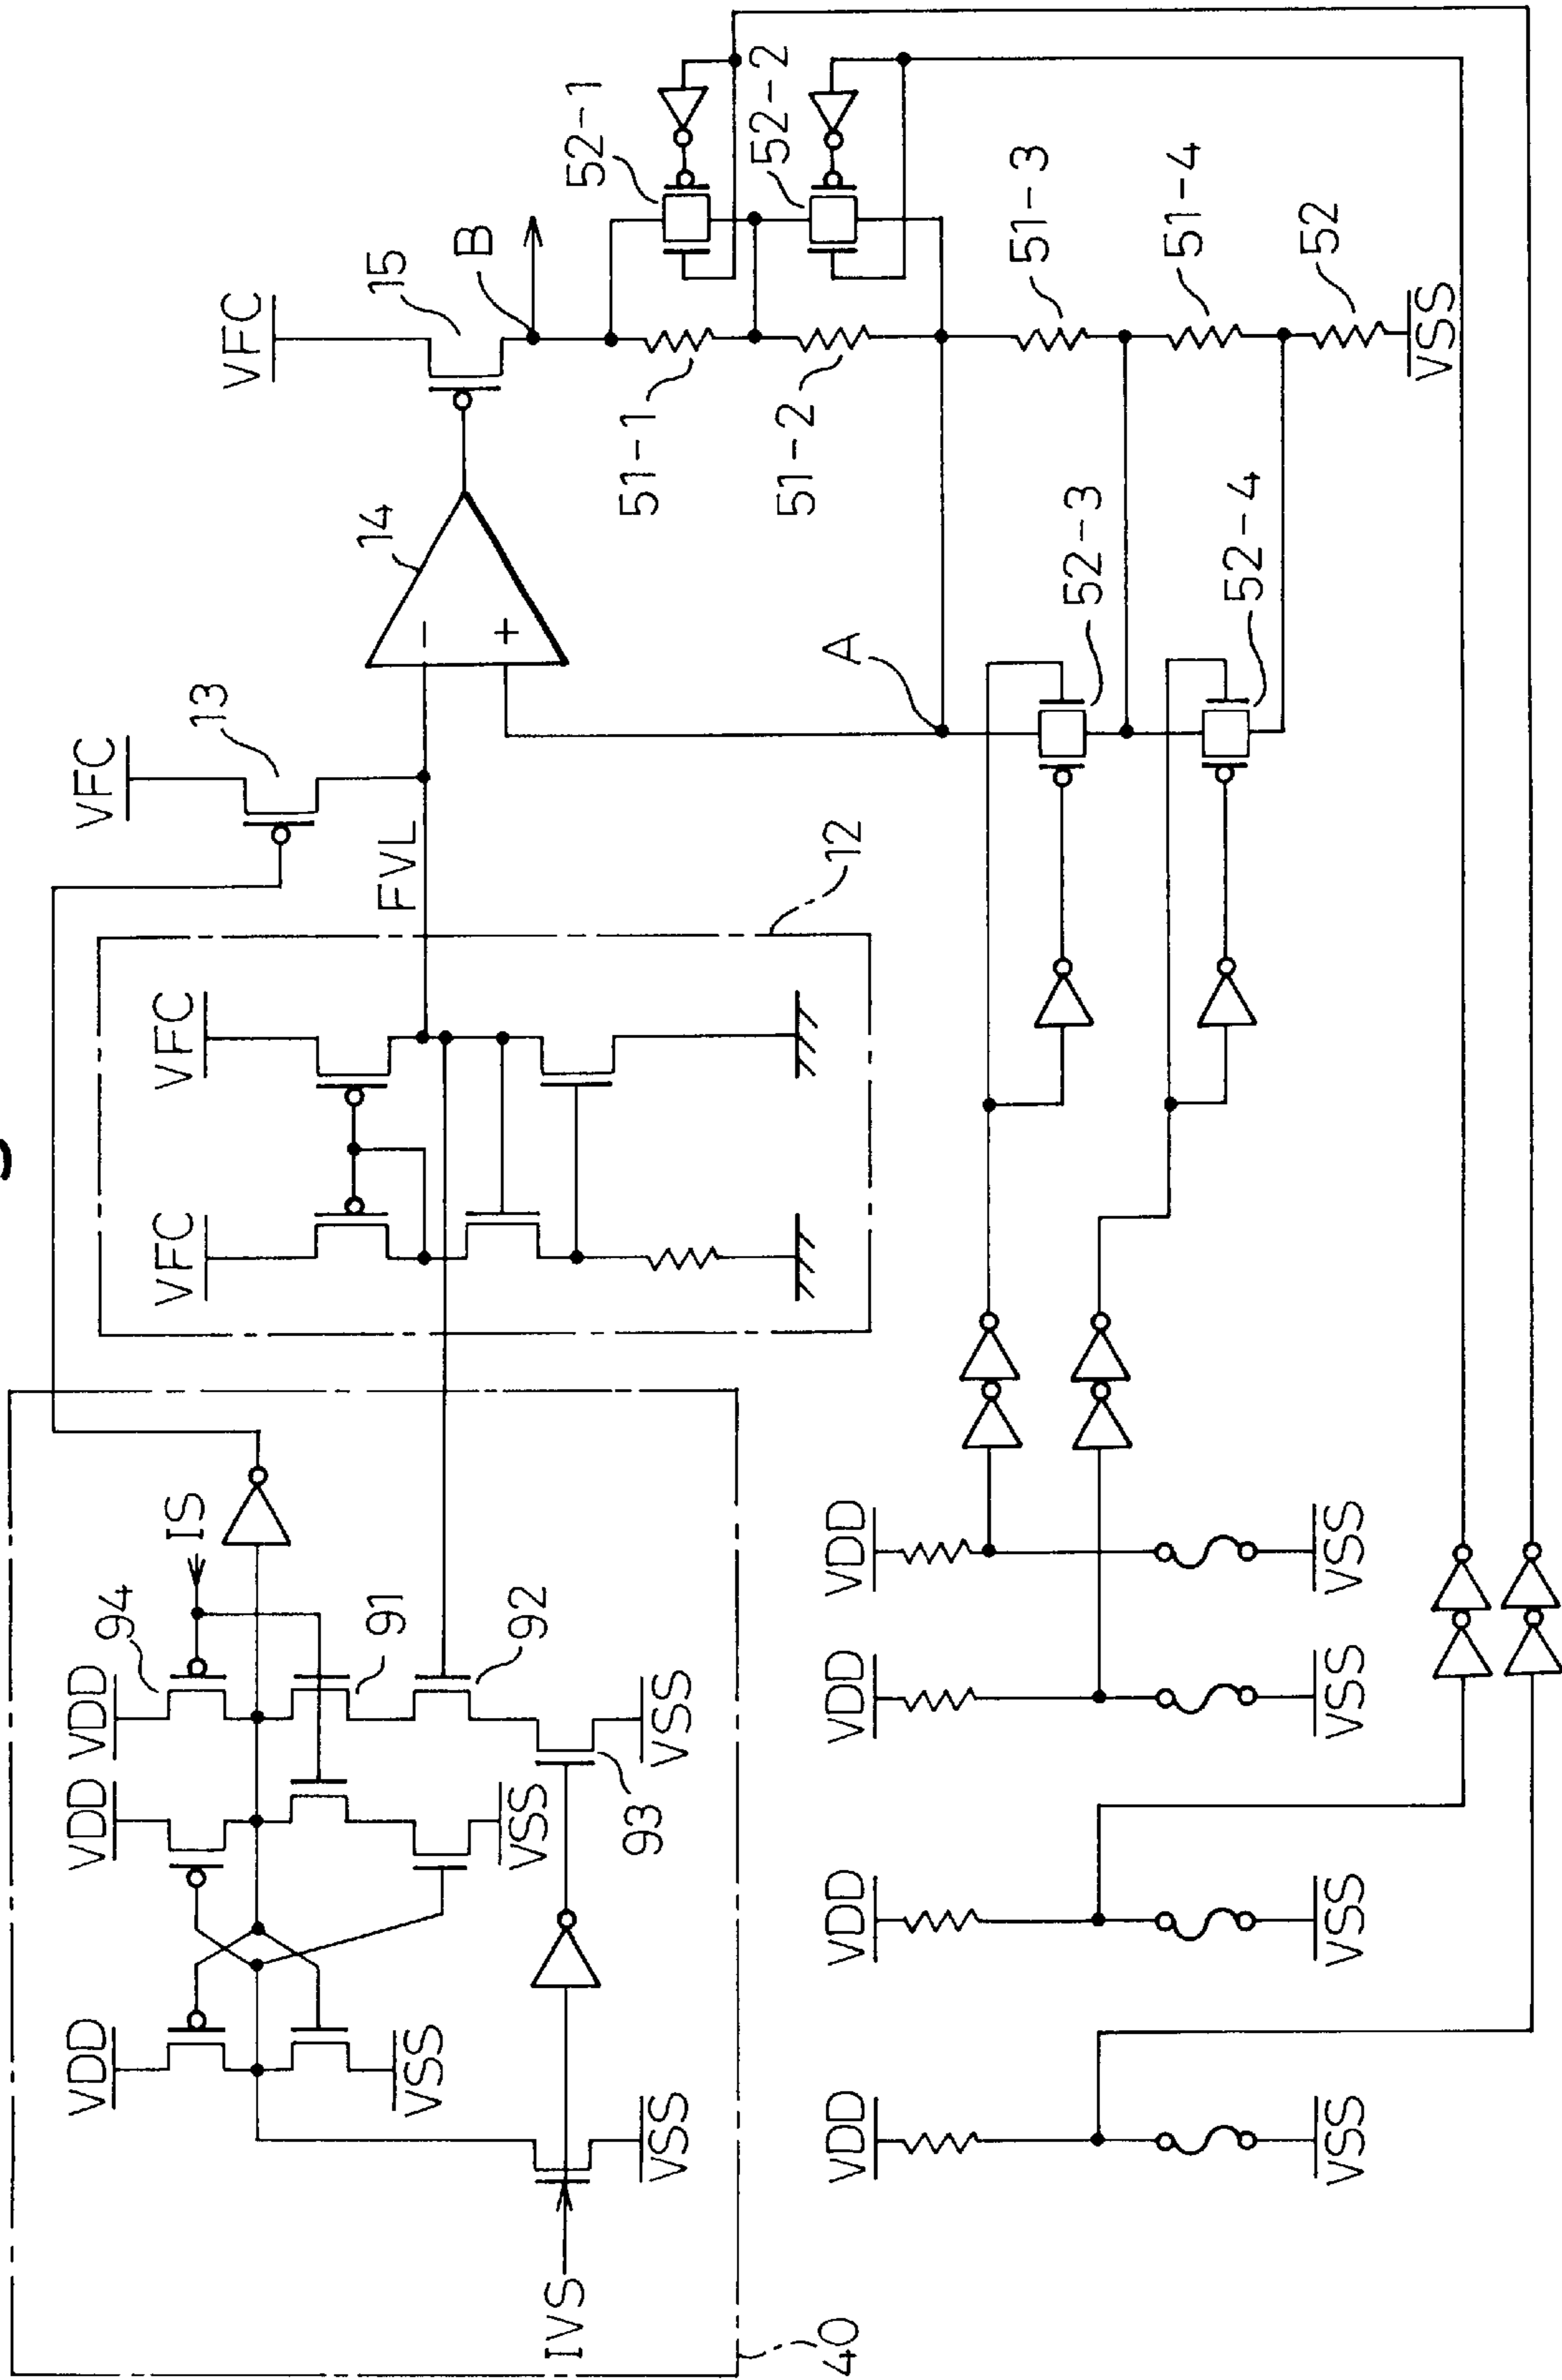 VDD
VDD
VDD
VFC
94
IS
VFC
VFC
13
VFC
91
FVL
14
15
VSS
B
VSS
92
IVS
52-1
93
51-1
VSS
VSS
52-2
51-2
40
12
A
VDD
VDD
VDD
VDD
51-3
52-3
51-4
52-4
52
VSS
VSS
VSS
VSS
VSS